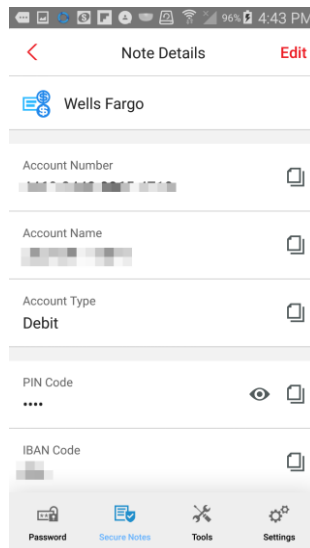 96% 4:43 PM
Note Details Edit
Wells Fargo
Account Number
Account Name
Account Type
Debit
PIN Code
••••
IBAN Code
Password Secure Notes Tools Settings